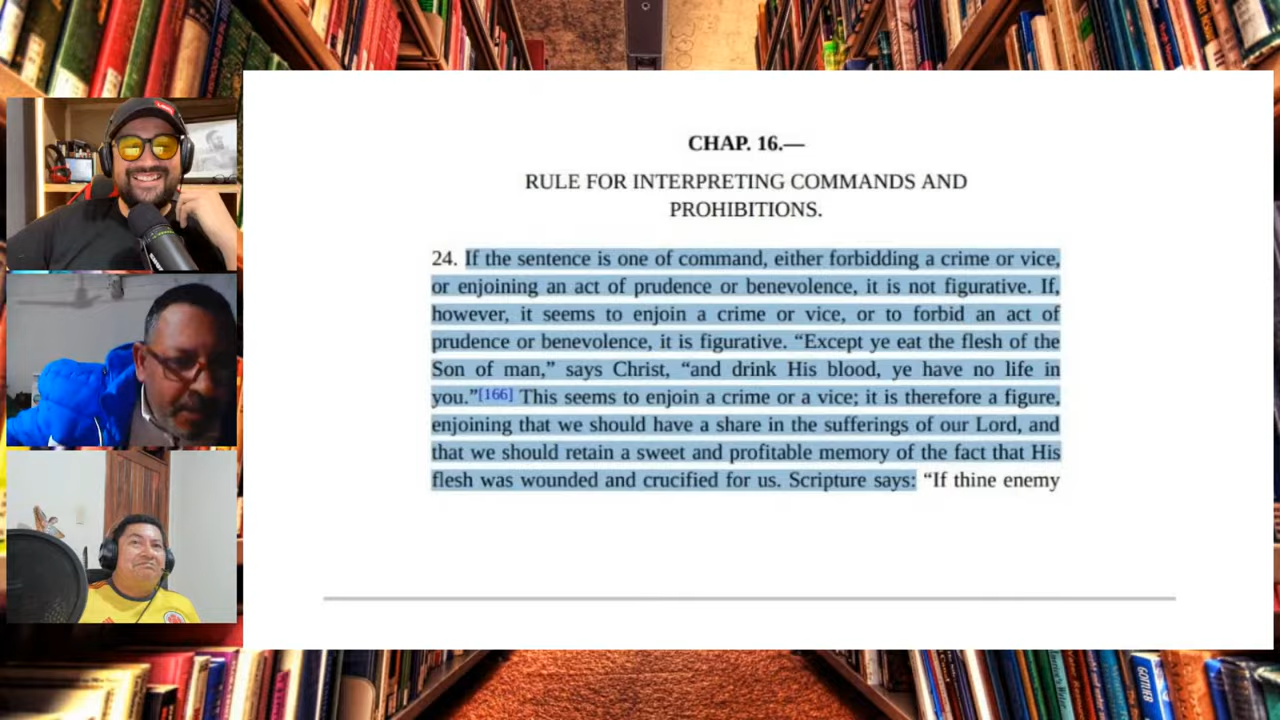 CHAP. 16.—
RULE FOR INTERPRETING COMMANDS AND
PROHIBITIONS.
24. If the sentence is one of command, either forbidding a crime or vice,
or enjoining an act of prudence or benevolence, it is not figurative. If,
however, it seems to enjoin a crime or vice, or to forbid an act of
prudence or benevolence, it is figurative. “Except ye eat the flesh of the
Son of man,” says Christ, “and drink His blood, ye have no life in
you.”[166] This seems to enjoin a crime or a vice; it is therefore a figure,
enjoining that we should have a share in the sufferings of our Lord, and
that we should retain a sweet and profitable memory of the fact that His
flesh was wounded and crucified for us. Scripture says: “If thine enemy